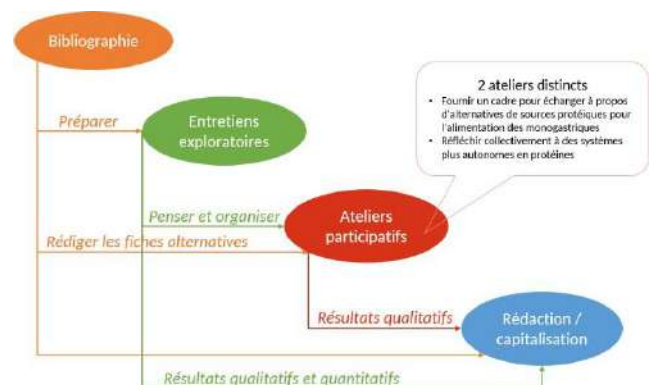 Bibliographie
2 ateliers distincts
• Fournir un cadre pour échanger à propos
d'alternatives de sources protéiques pour
l'alimentation des monogastriques
• Réfléchir collectivement à des systèmes
plus autonomes en protéines
Préparer
Entretiens
exploratoires
Penser et organiser
Ateliers
participatifs
Rédiger les fiches alternatives
Résultats qualitatifs
Rédaction /
capitalisation
Résultats qualitatifs et quantitatifs